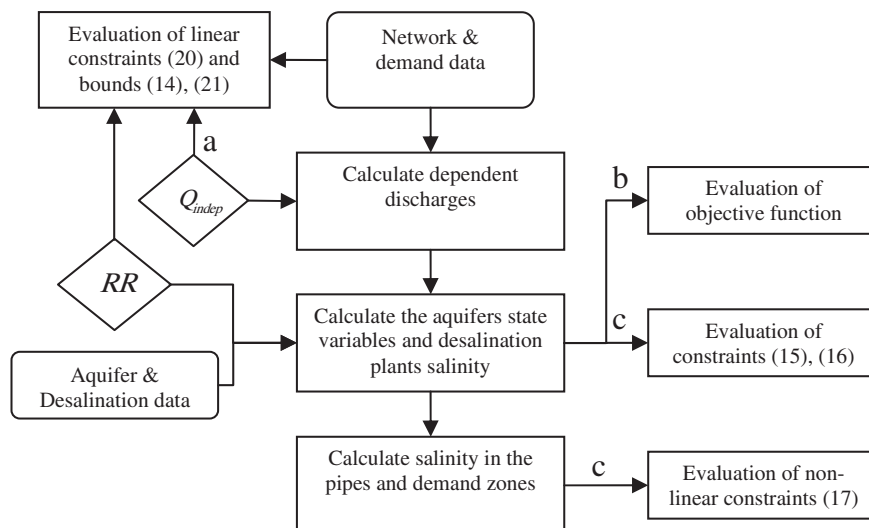 Evaluation of linear
constraints (20) and
bounds (14), (21)
Network &
demand data
a
Q_indep
Calculate dependent
discharges
b
Evaluation of
objective function
RR
Calculate the aquifers state
variables and desalination
plants salinity
c
Evaluation of
constraints (15), (16)
Aquifer &
Desalination data
Calculate salinity in the
pipes and demand zones
c
Evaluation of non-
linear constraints (17)